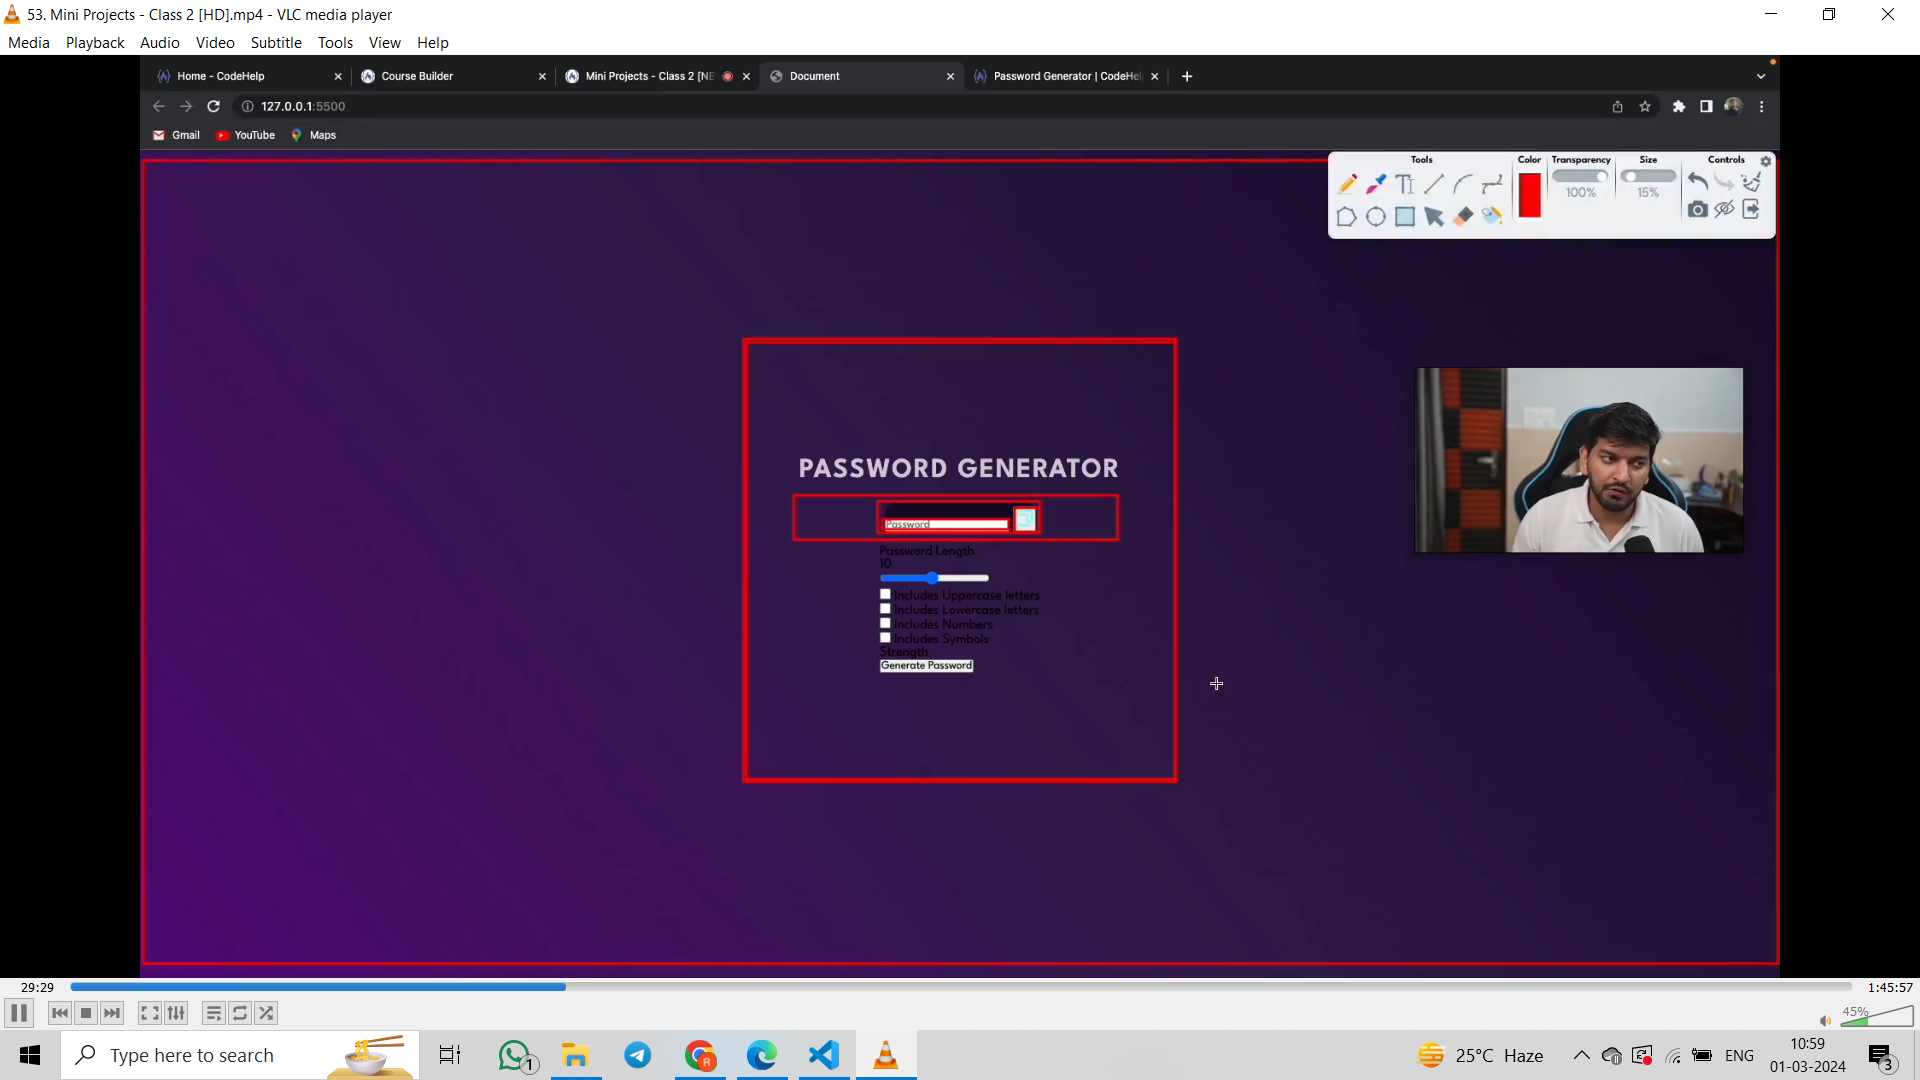 53. Mini Projects - Class 2 [HD].mp4 - VLC media player
Media Playback Audio Video Subtitle Tools View Help
Home - CodeHelp
Course Builder
Mini Projects - Class 2 [NE
Document
Password Generator | CodeHel
127.0.0.1:5500
Gmail YouTube Maps
Tools Color Transparency Size Controls
100% 15%
PASSWORD GENERATOR
Password
Password Length
10
Includes Uppercase letters
Includes Lowercase letters
Includes Numbers
Includes Symbols
Strength
Generate Password
29:29 1:45:57
45%
Type here to search
1
R
25°C Haze
ENG
10:59
01-03-2024
3